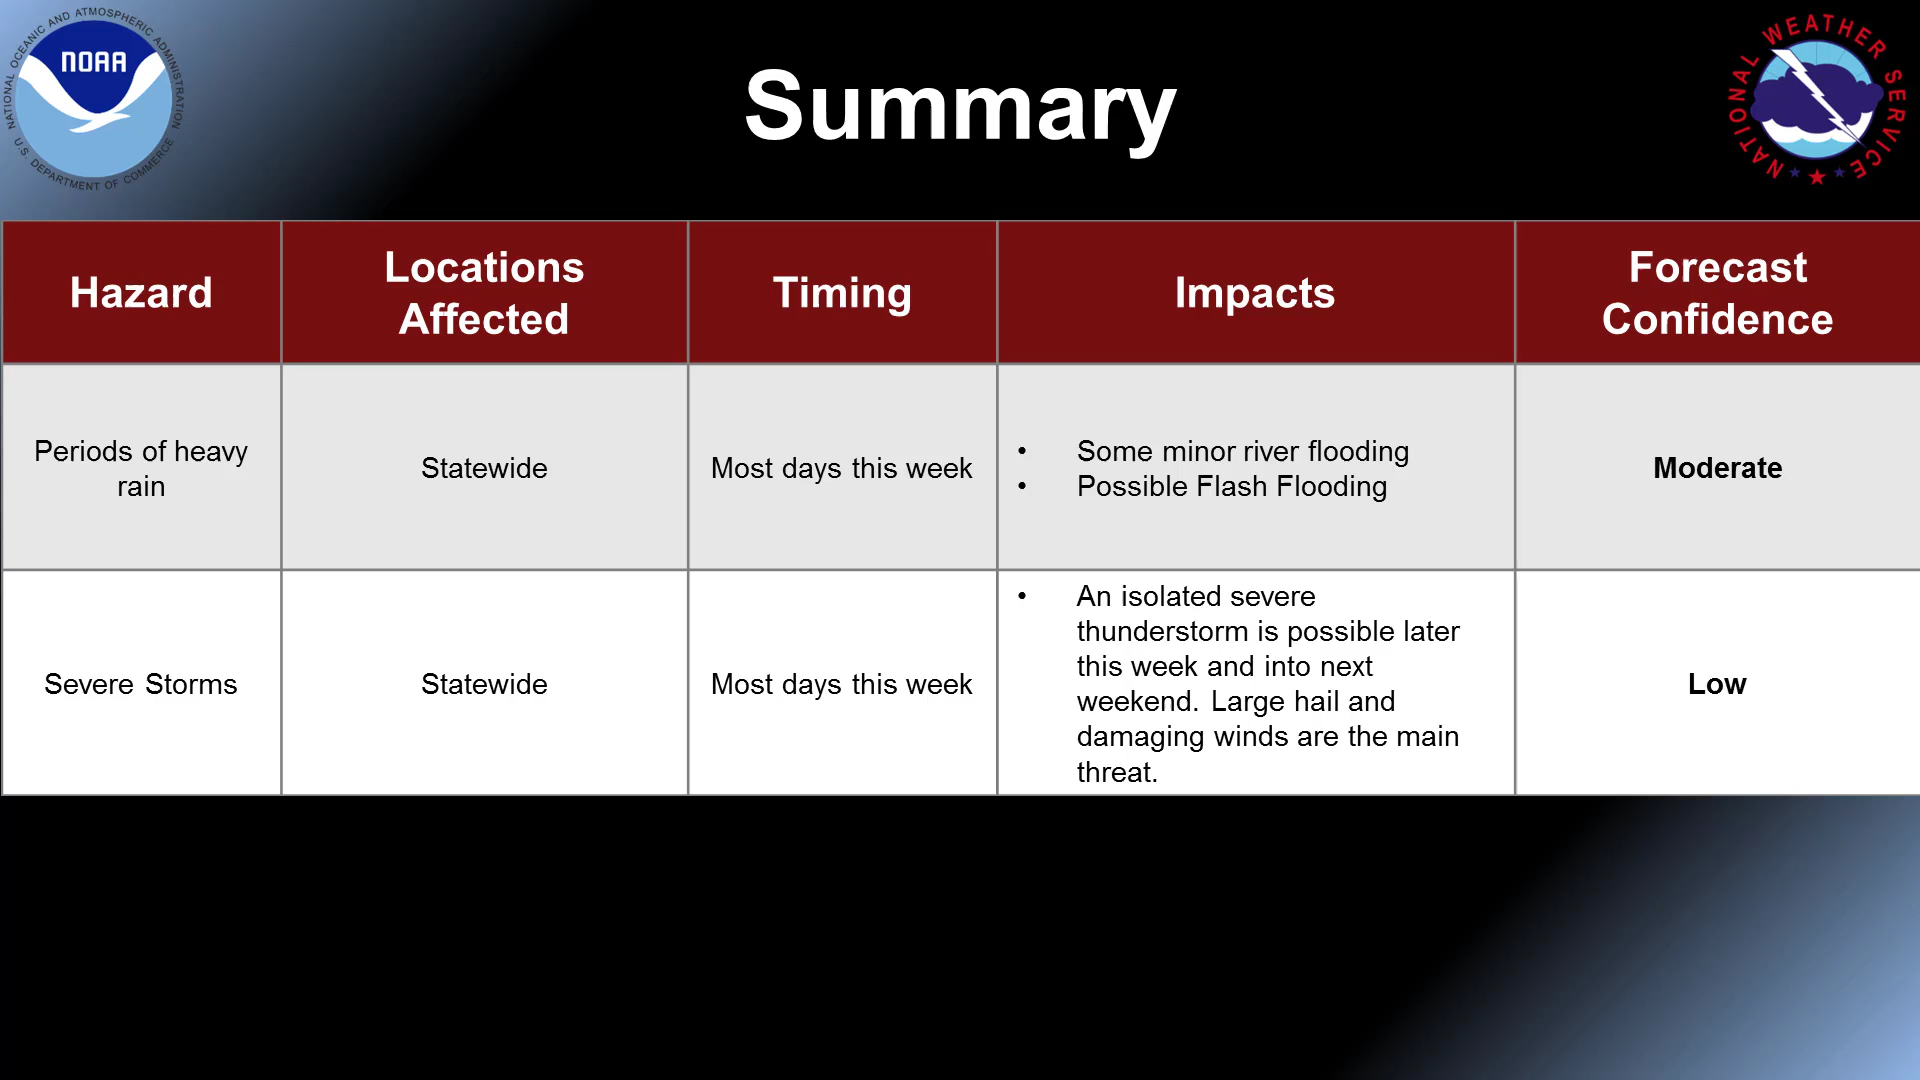 NATIONAL OCEANIC AND ATMOSPHERIC ADMINISTRATION
NOAA
U.S. DEPARTMENT OF COMMERCE
Summary
NATIONAL WEATHER SERVICE
Hazard
Locations
Affected
Timing
Impacts
Forecast
Confidence
Periods of heavy
rain
Statewide
Most days this week
• Some minor river flooding
• Possible Flash Flooding
Moderate
Severe Storms
Statewide
Most days this week
• An isolated severe
thunderstorm is possible later
this week and into next
weekend. Large hail and
damaging winds are the main
threat.
Low